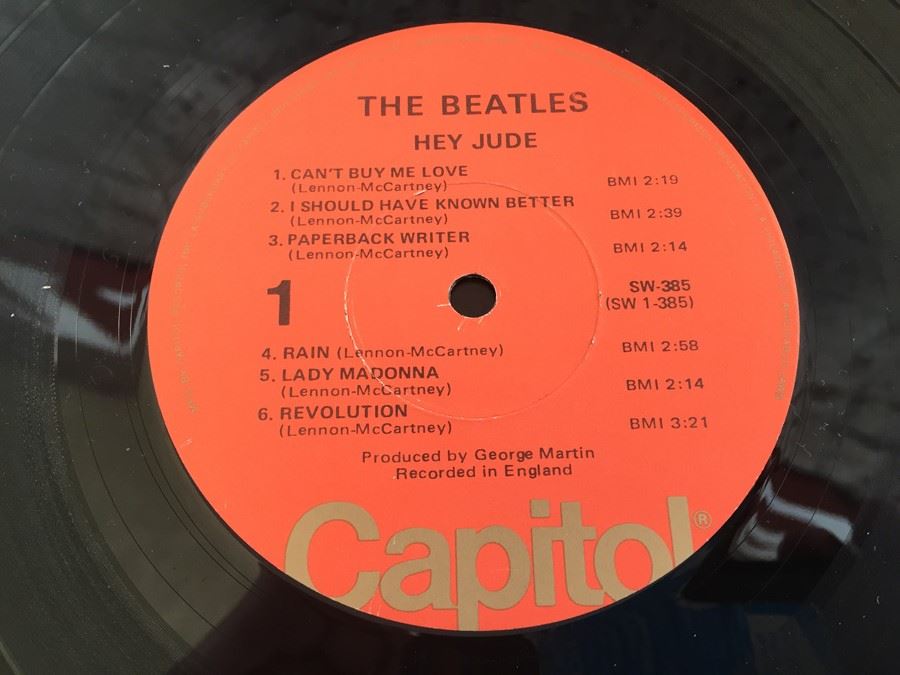 THE BEATLES
HEY JUDE
1. CAN'T BUY ME LOVE BMI 2:19
(Lennon-McCartney)
2. I SHOULD HAVE KNOWN BETTER BMI 2:39
(Lennon-McCartney)
3. PAPERBACK WRITER BMI 2:14
(Lennon-McCartney)
1
SW-385
(SW 1-385)
4. RAIN (Lennon-McCartney) BMI 2:58
5. LADY MADONNA BMI 2:14
(Lennon-McCartney)
6. REVOLUTION BMI 3:21
(Lennon-McCartney)
Produced by George Martin
Recorded in England
Capitol®